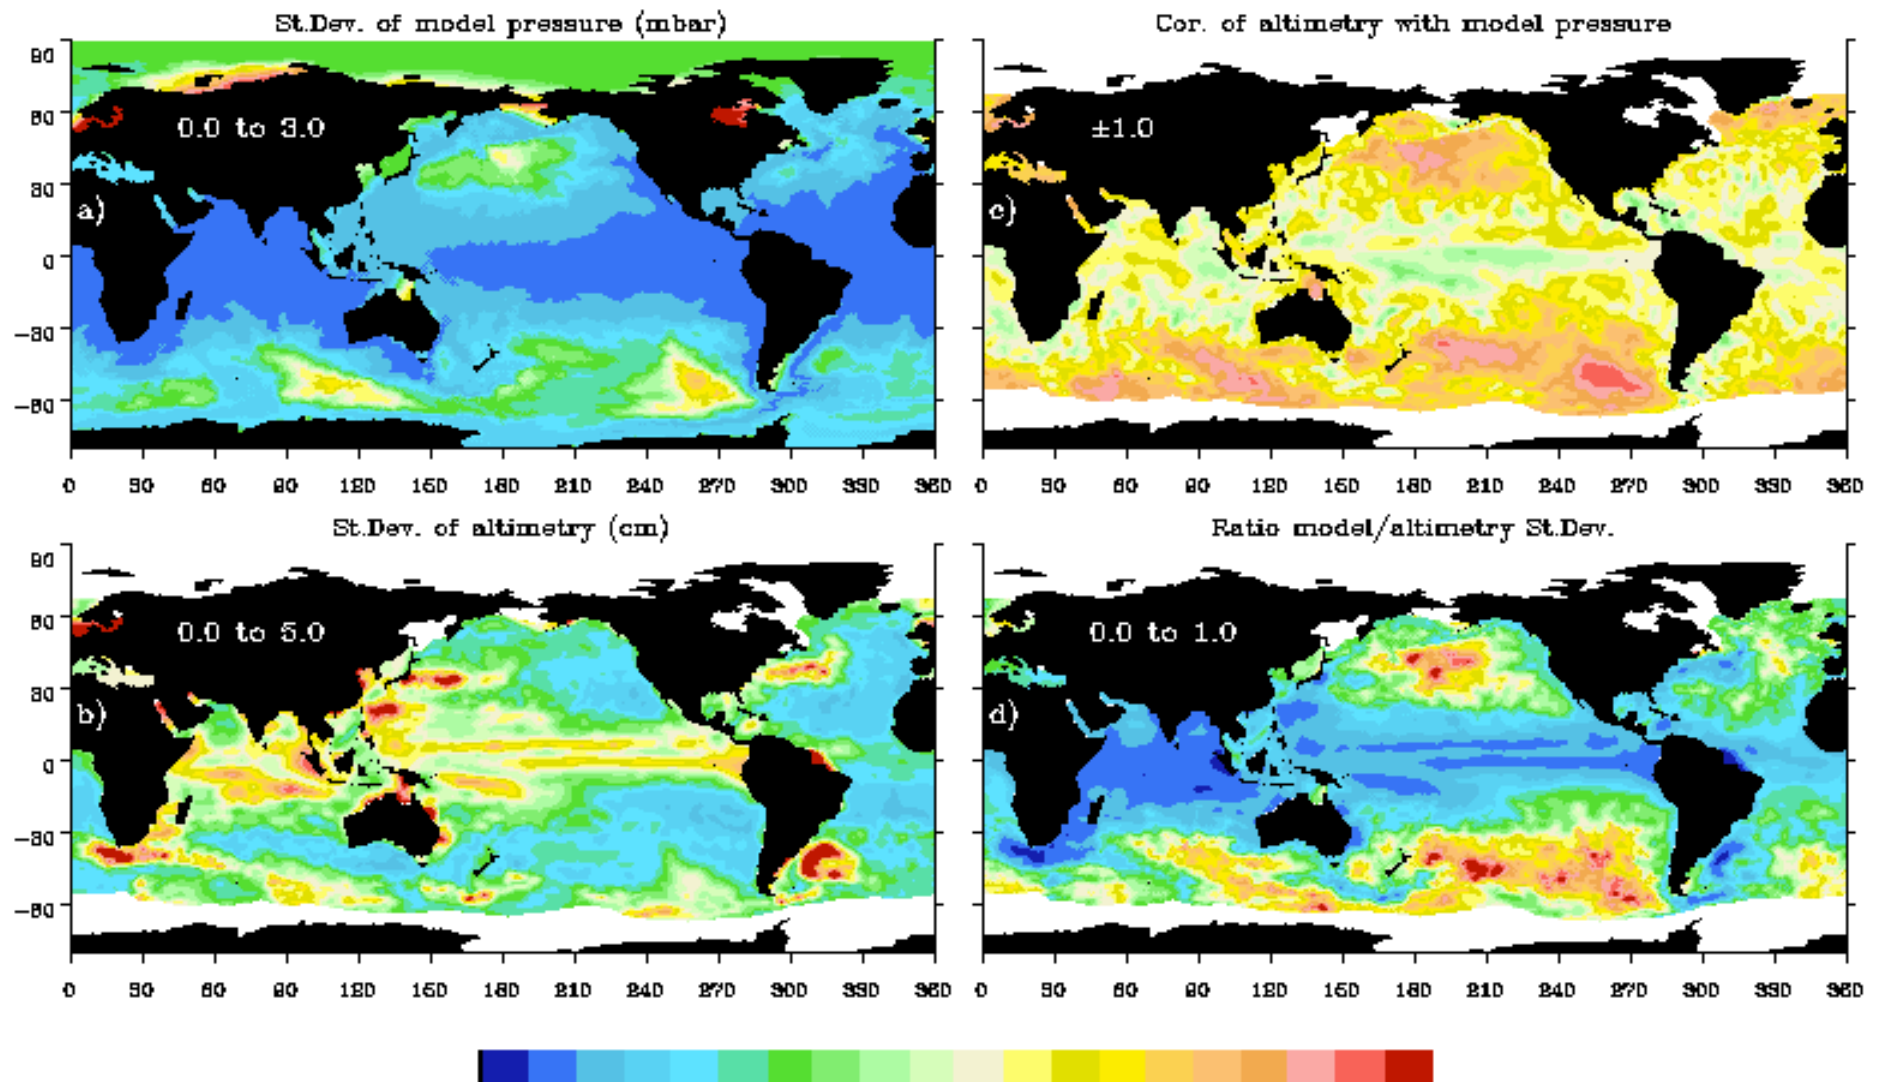 St.Dev. of model pressure (mbar)
90
60
30
0
-30
-60
0.0 to 3.0
a)
0 30 60 90 120 150 180 210 240 270 300 330 360
Cor. of altimetry with model pressure
±1.0
c)
0 30 60 90 120 150 180 210 240 270 300 330 360
St.Dev. of altimetry (cm)
90
60
30
0
-30
-60
0.0 to 5.0
b)
0 30 60 90 120 150 180 210 240 270 300 330 360
Ratio model/altimetry St.Dev.
0.0 to 1.0
d)
0 30 60 90 120 150 180 210 240 270 300 330 360